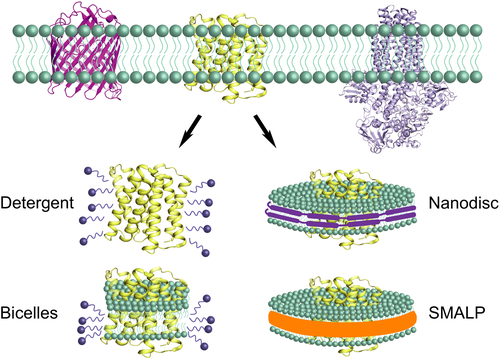 Detergent
Nanodisc
Bicelles
SMALP